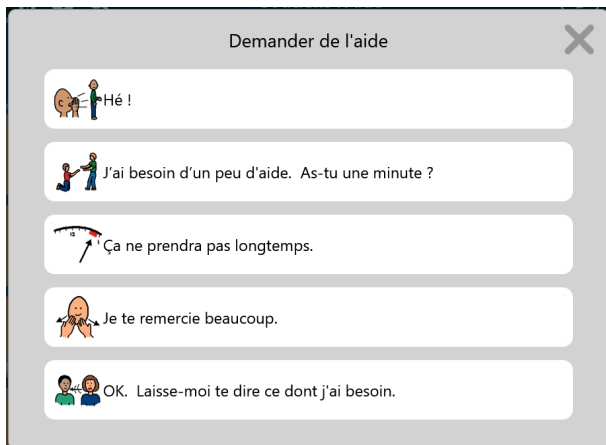 Demander de l'aide
Hé !
J’ai besoin d’un peu d'aide.  As-tu une minute ?
Ça ne prendra pas longtemps.
Je te remercie beaucoup.
OK.  Laisse-moi te dire ce dont j'ai besoin.